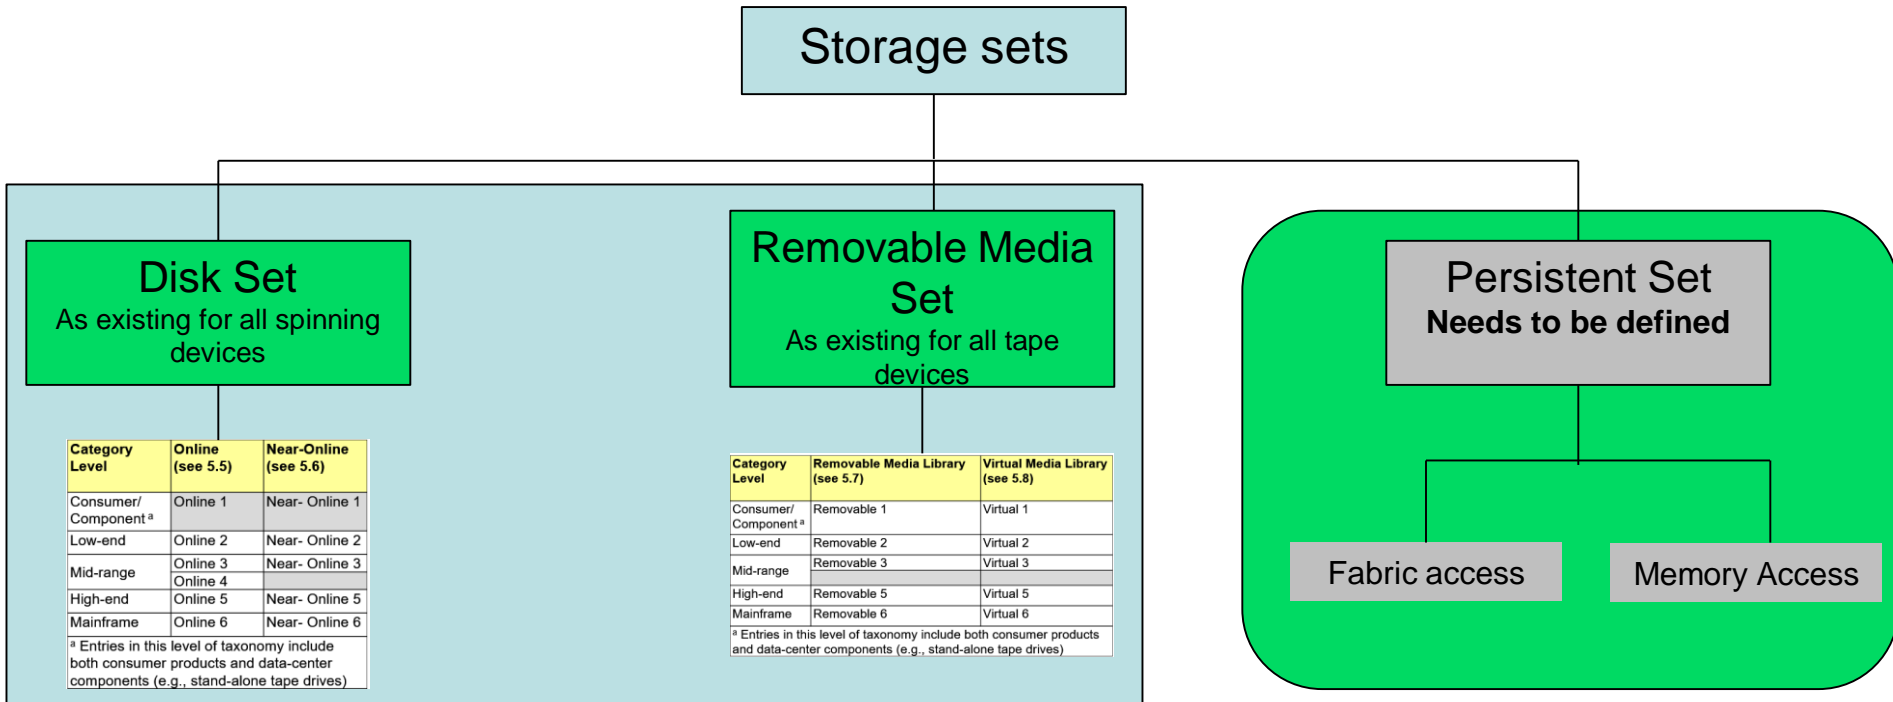 Storage sets
Disk Set
As existing for all spinning
devices
Removable Media
Set
As existing for all tape
devices
Persistent Set
Needs to be defined
Category Level Online (see 5.5) Near-Online (see 5.6)
Consumer/ Component ª Online 1 Near- Online 1
Low-end Online 2 Near- Online 2
Mid-range Online 3 Near- Online 3
Online 4
High-end Online 5 Near- Online 5
Mainframe Online 6 Near- Online 6
ª Entries in this level of taxonomy include
both consumer products and data-center
components (e.g., stand-alone tape drives)
Category Level Removable Media Library (see 5.7) Virtual Media Library (see 5.8)
Consumer/ Component ª Removable 1 Virtual 1
Low-end Removable 2 Virtual 2
Mid-range Removable 3 Virtual 3
High-end Removable 5 Virtual 5
Mainframe Removable 6 Virtual 6
ª Entries in this level of taxonomy include both consumer products
and data-center components (e.g., stand-alone tape drives)
Fabric access
Memory Access